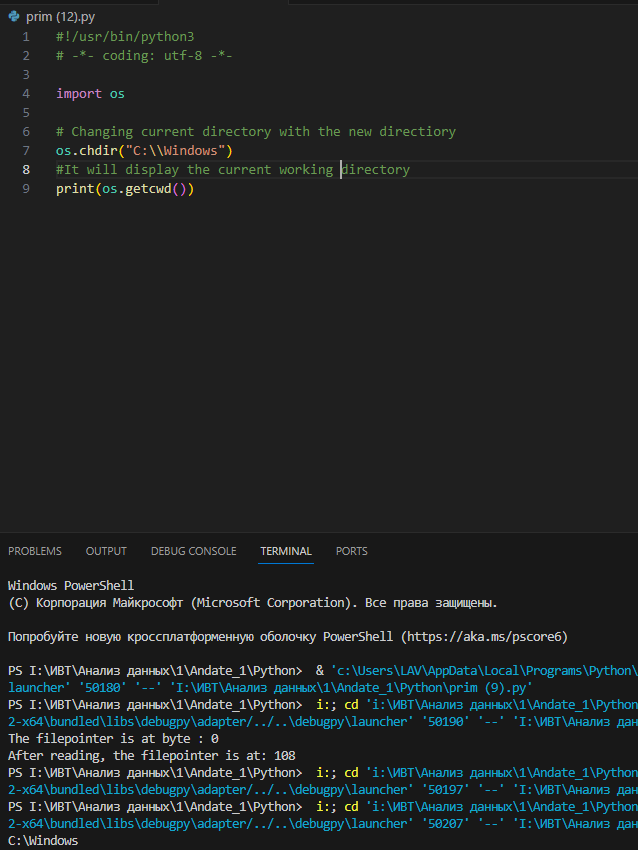 prim (12).py
1 #!/usr/bin/python3
2 # -*- coding: utf-8 -*-
3
4 import os
5
6 # Changing current directory with the new directiory
7 os.chdir("C:\\Windows")
8 #It will display the current working directory
9 print(os.getcwd())
PROBLEMS OUTPUT DEBUG CONSOLE TERMINAL PORTS
Windows PowerShell
(C) Корпорация Майкрософт (Microsoft Corporation). Все права защищены.
Попробуйте новую кроссплатформенную оболочку PowerShell (https://aka.ms/pscore6)
PS I:\ИВТ\Анализ данных\1\Andate_1\Python>  & 'c:\Users\LAV\AppData\Local\Programs\Python\
launcher' '50180' '--' 'I:\ИВТ\Анализ данных\1\Andate_1\Python\prim (9).py'
PS I:\ИВТ\Анализ данных\1\Andate_1\Python>  i:; cd 'i:\ИВТ\Анализ данных\1\Andate_1\Python
2-x64\bundled\libs\debugpy\adapter/../..\debugpy\launcher' '50190' '--' 'I:\ИВТ\Анализ дан
The filepointer is at byte : 0
After reading, the filepointer is at: 108
PS I:\ИВТ\Анализ данных\1\Andate_1\Python>  i:; cd 'i:\ИВТ\Анализ данных\1\Andate_1\Python
2-x64\bundled\libs\debugpy\adapter/../..\debugpy\launcher' '50197' '--' 'I:\ИВТ\Анализ дан
PS I:\ИВТ\Анализ данных\1\Andate_1\Python>  i:; cd 'i:\ИВТ\Анализ данных\1\Andate_1\Python
2-x64\bundled\libs\debugpy\adapter/../..\debugpy\launcher' '50207' '--' 'I:\ИВТ\Анализ дан
C:\Windows